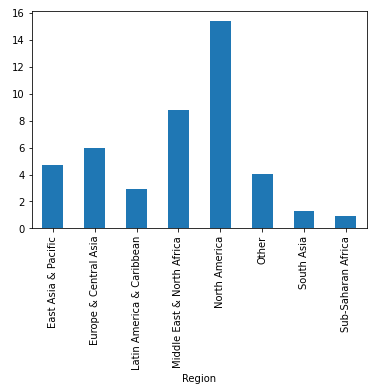 16
14
12
10
8
6
4
2
0
East Asia & Pacific
Europe & Central Asia
Latin America & Caribbean
Middle East & North Africa
North America
Other
South Asia
Sub-Saharan Africa
Region